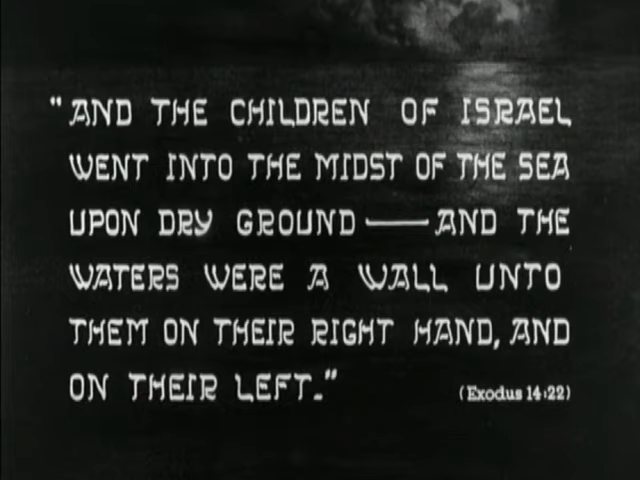 "AND THE CHILDREN OF ISRAEL
WENT INTO THE MIDST OF THE SEA
UPON DRY GROUND — AND THE
WATERS WERE A WALL UNTO
THEM ON THEIR RIGHT HAND, AND
ON THEIR LEFT." (Exodus 14:22)